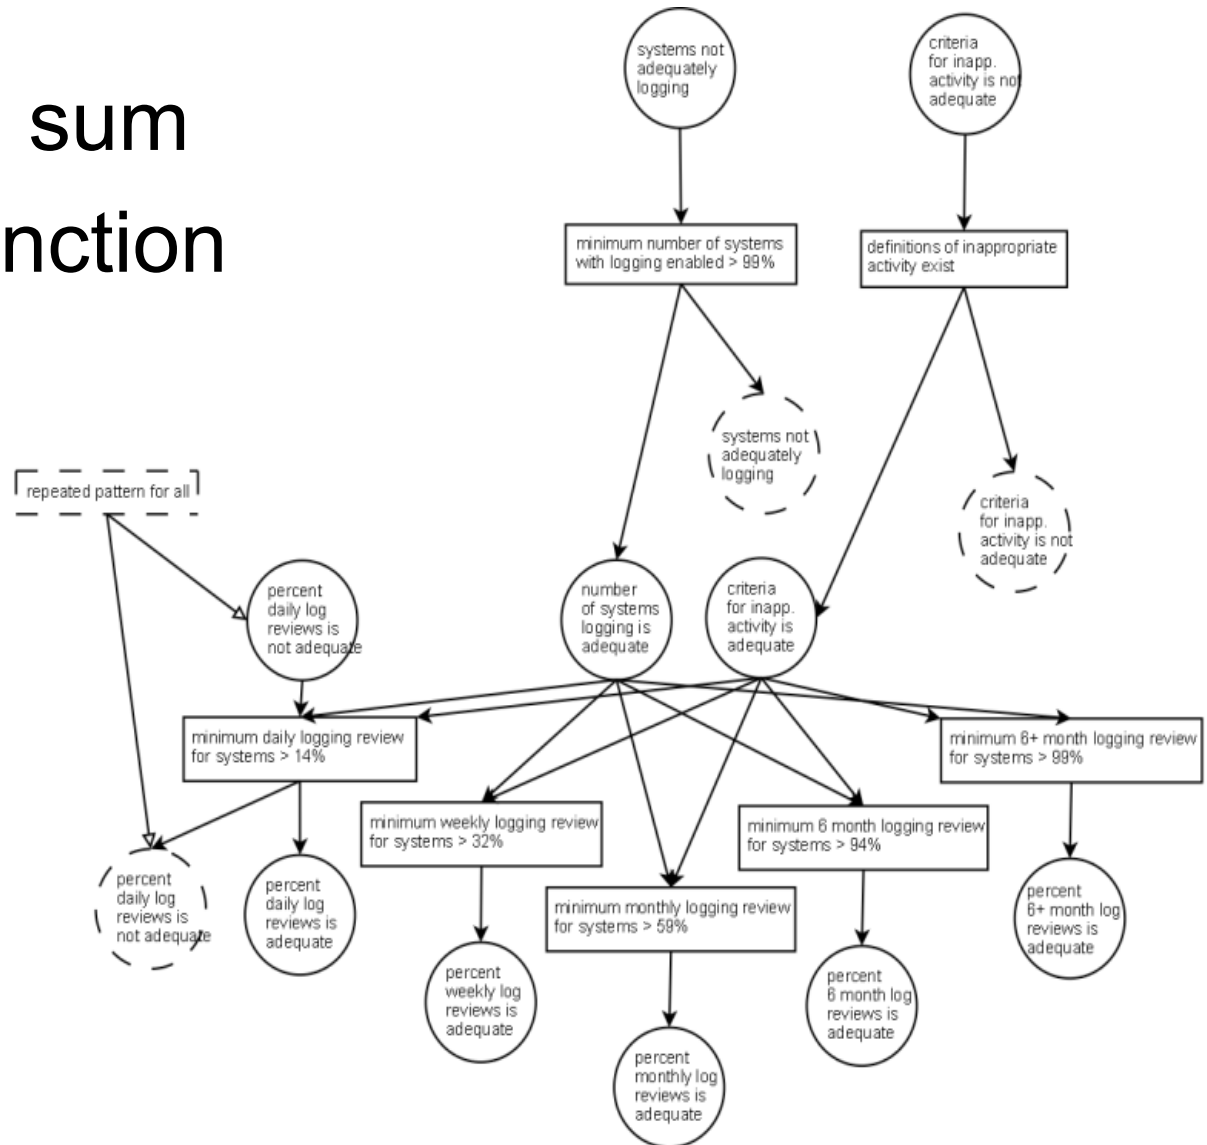 sum
nction
systems not
adequately
logging
criteria
for inapp.
activity is not
adequate
minimum number of systems
with logging enabled > 99%
definitions of inappropriate
activity exist
systems not
adequately
logging
criteria
for inapp.
activity is not
adequate
repeated pattern for all
percent
daily log
reviews is
not adequate
number
of systems
logging is
adequate
criteria
for inapp.
activity is
adequate
minimum daily logging review
for systems > 14%
minimum 6+ month logging review
for systems > 99%
minimum weekly logging review
for systems > 32%
minimum 6 month logging review
for systems > 94%
minimum monthly logging review
for systems > 59%
percent
daily log
reviews is
not adequate
percent
daily log
reviews is
adequate
percent
6+ month log
reviews is
adequate
percent
weekly log
reviews is
adequate
percent
6 month log
reviews is
adequate
percent
monthly log
reviews is
adequate